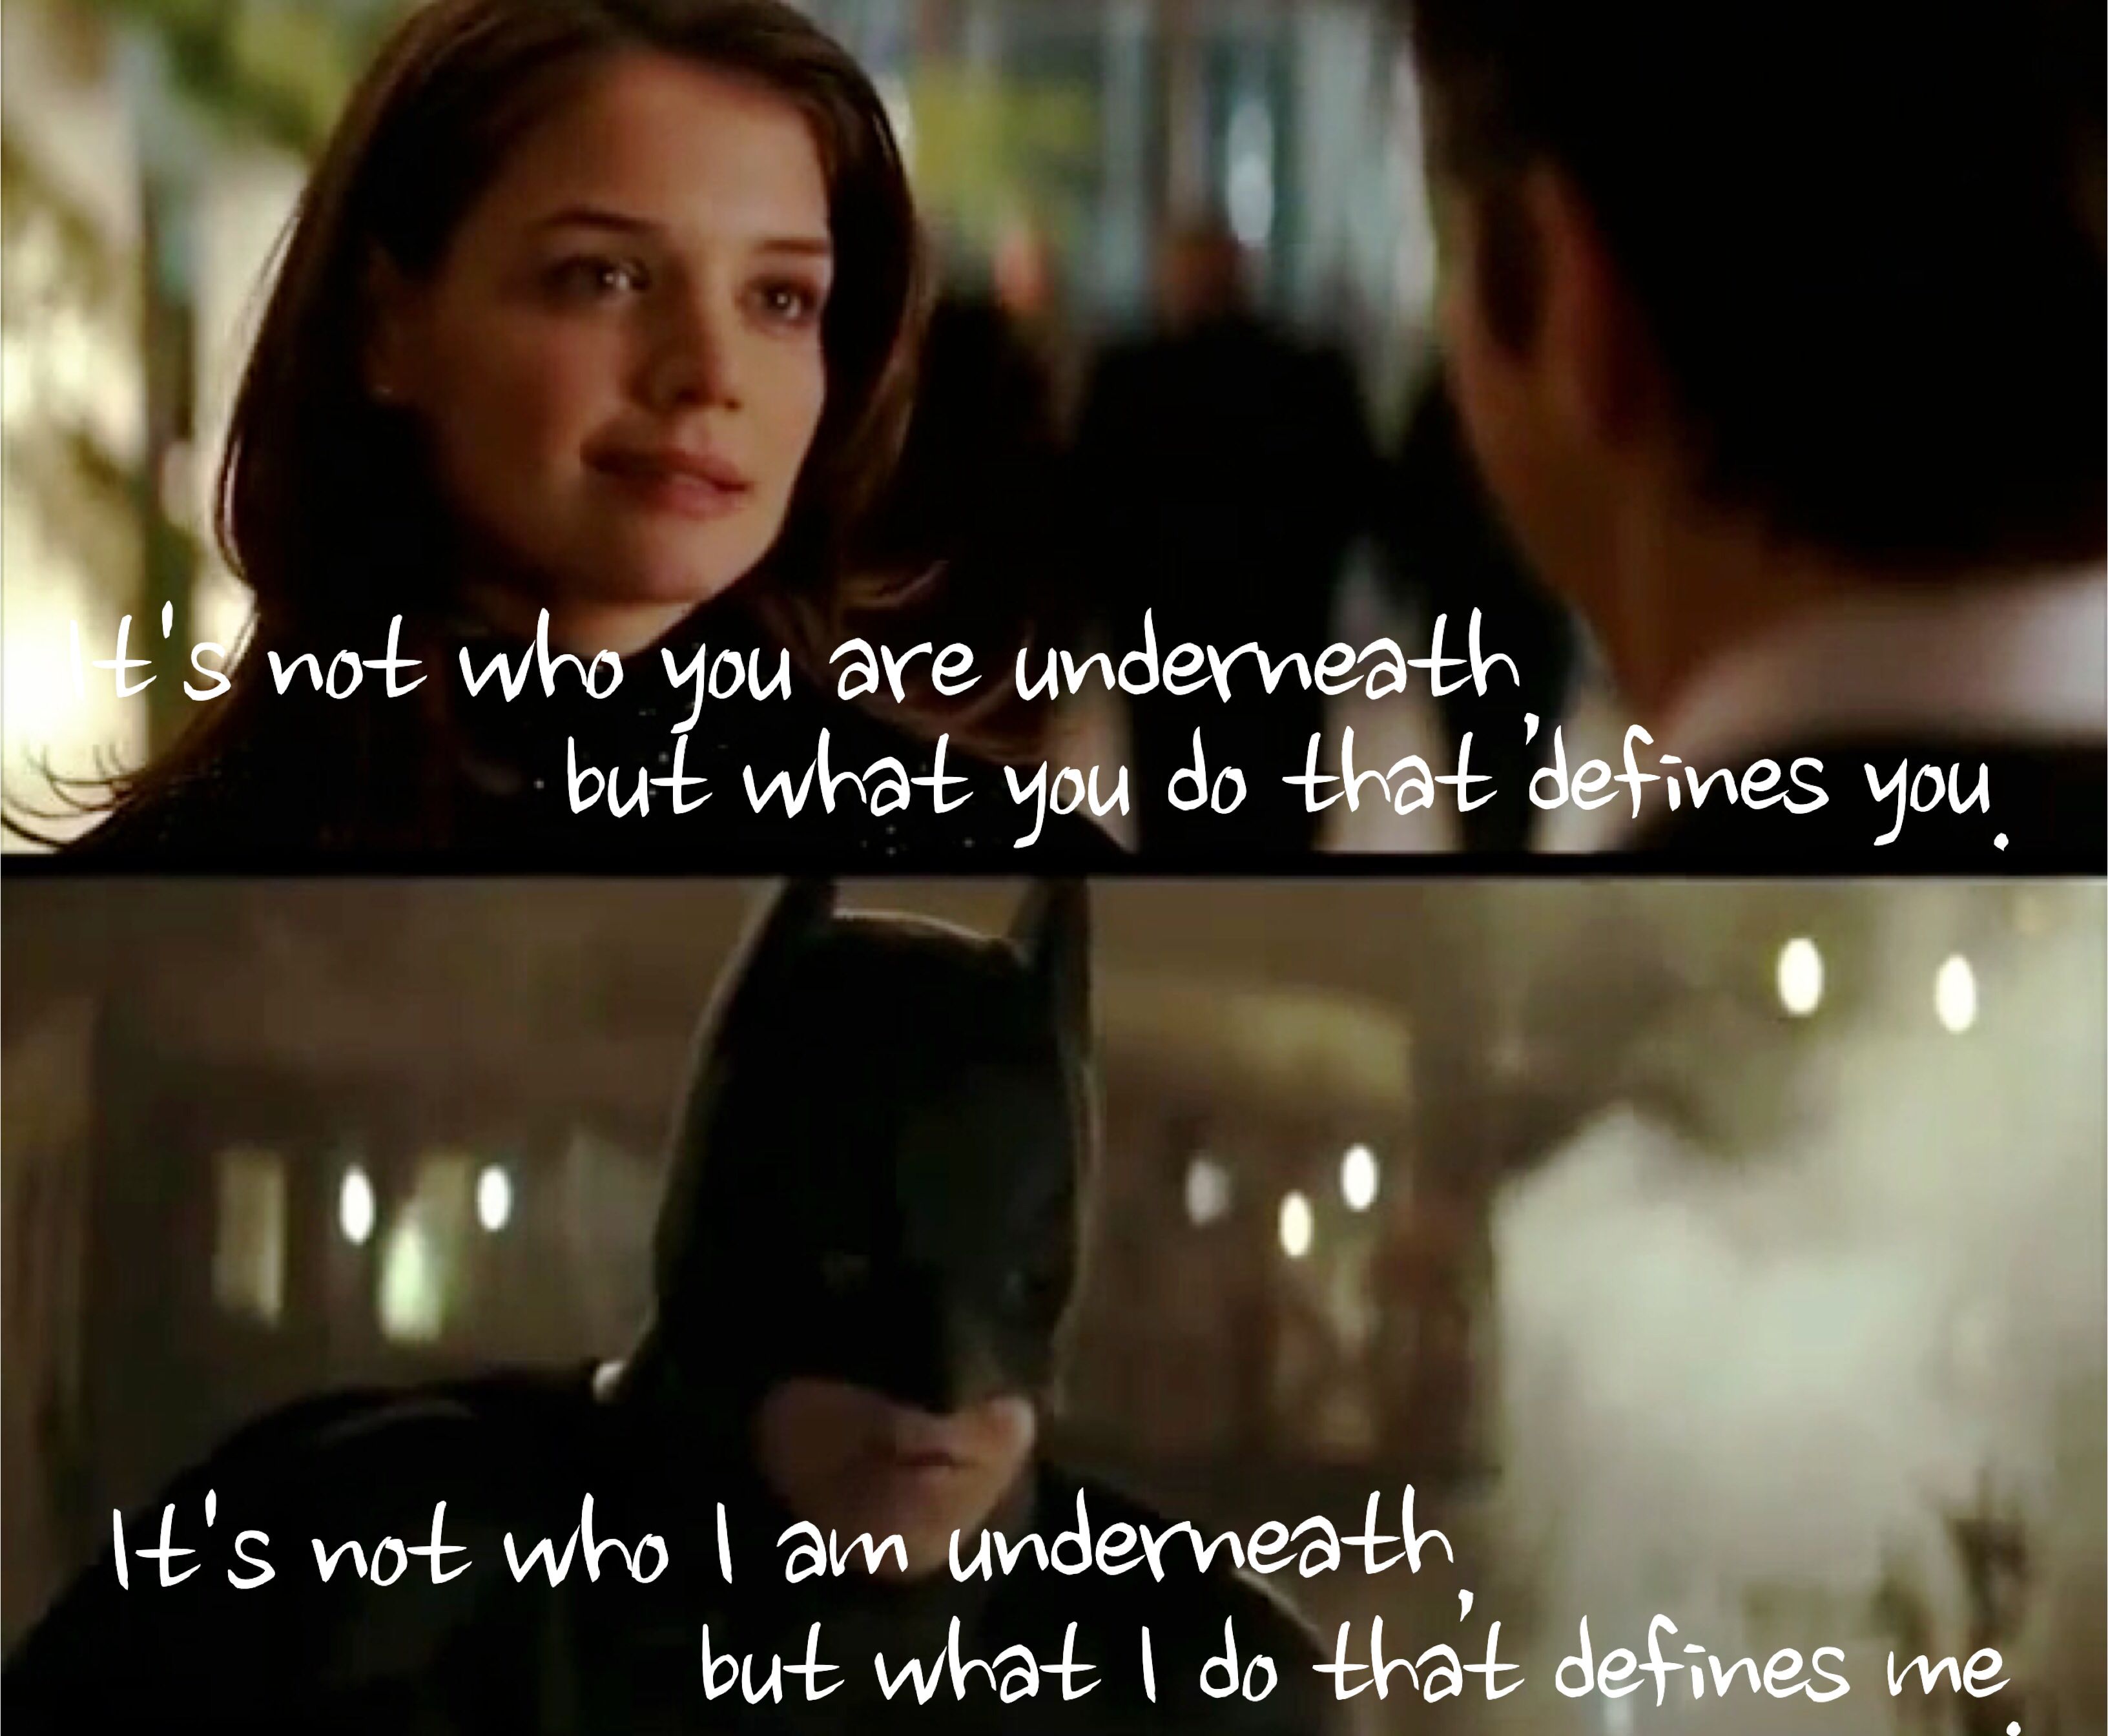 It's not who you are underneath,
but what you do that defines you.
It's not who I am underneath,
but what I do that defines me.